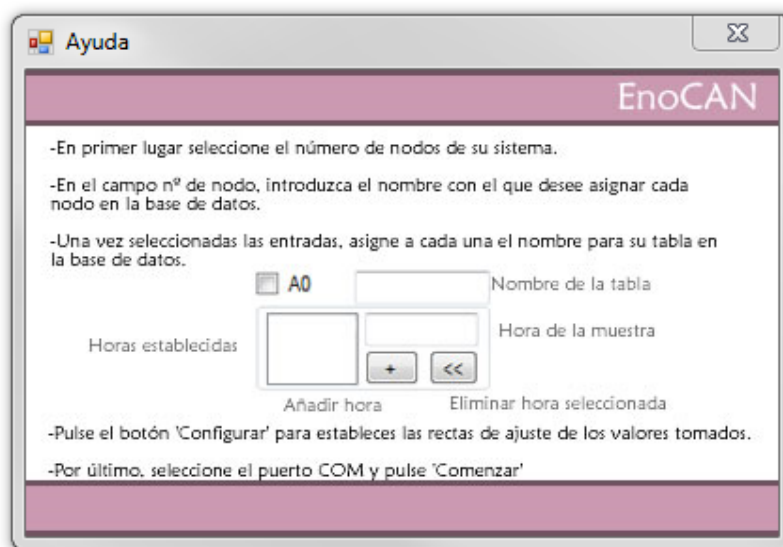 Ayuda
EnoCAN
-En primer lugar seleccione el número de nodos de su sistema.
-En el campo nº de nodo, introduzca el nombre con el que desee asignar cada
nodo en la base de datos.
-Una vez seleccionadas las entradas, asigne a cada una el nombre para su tabla en
la base de datos.
A0 Nombre de la tabla
Horas establecidas Hora de la muestra
+ <<
Añadir hora Eliminar hora seleccionada
-Pulse el botón 'Configurar' para estableces las rectas de ajuste de los valores tomados.
-Por último, seleccione el puerto COM y pulse 'Comenzar'